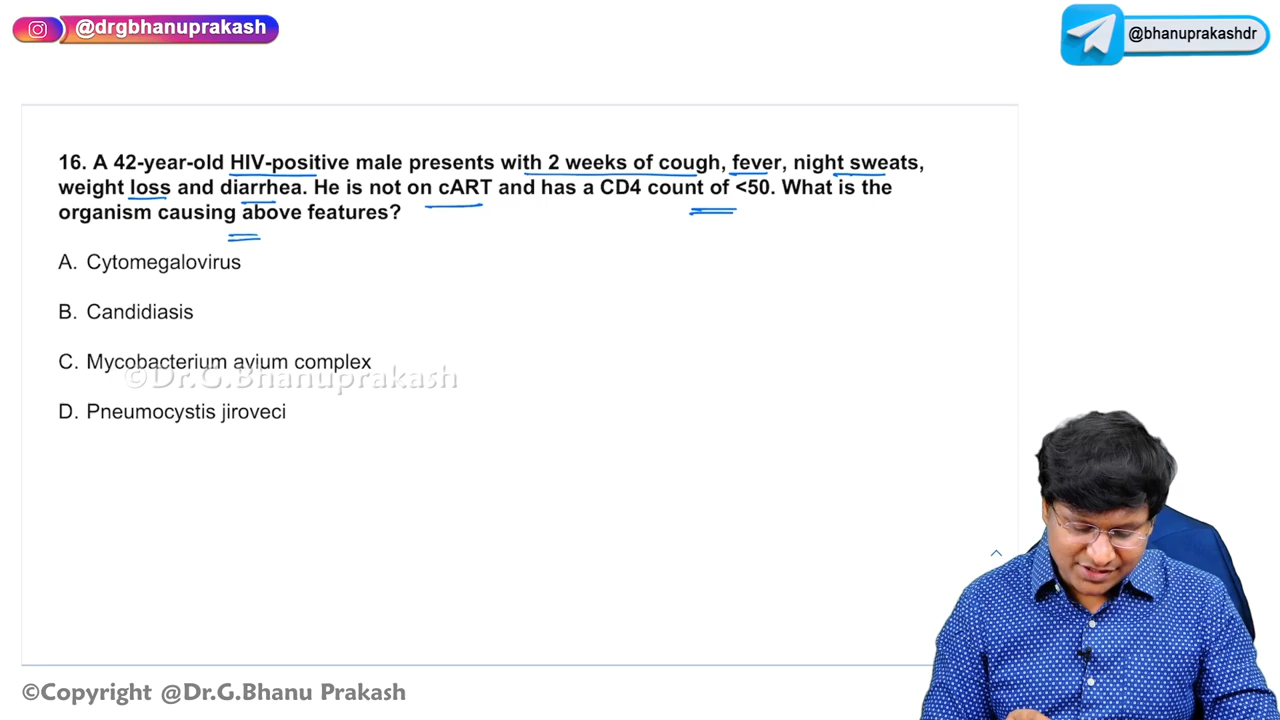 @drgbhanuprakash
@bhanuprakashdr
16. A 42-year-old HIV-positive male presents with 2 weeks of cough, fever, night sweats,
weight loss and diarrhea. He is not on cART and has a CD4 count of <50. What is the
organism causing above features?
A. Cytomegalovirus
B. Candidiasis
C. Mycobacterium avium complex
©Dr.G.Bhanuprakash
D. Pneumocystis jiroveci
©Copyright @Dr.G.Bhanu Prakash